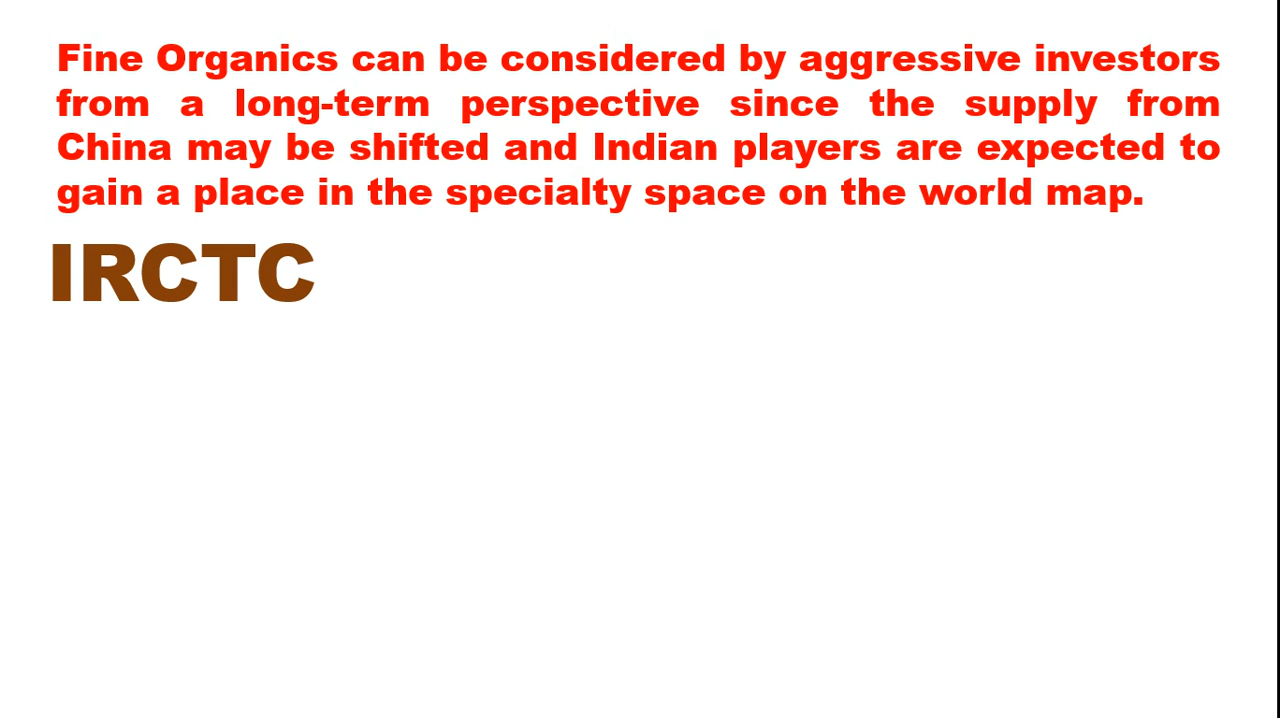 Fine Organics can be considered by aggressive investors
from a long-term perspective since the supply from
China may be shifted and Indian players are expected to
gain a place in the specialty space on the world map.
IRCTC